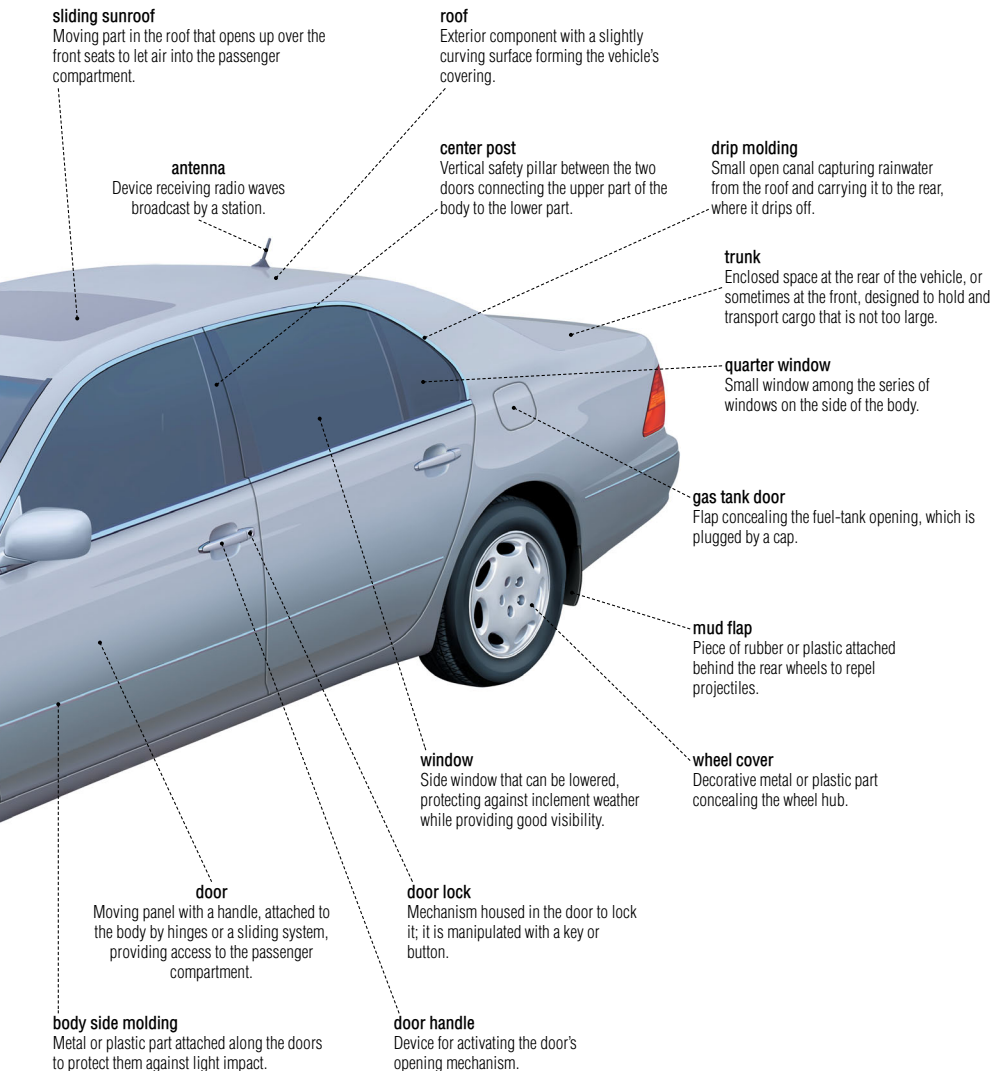 sliding sunroof
Moving part in the roof that opens up over the
front seats to let air into the passenger
compartment.
roof
Exterior component with a slightly
curving surface forming the vehicle's
covering.
antenna
Device receiving radio waves
broadcast by a station.
center post
Vertical safety pillar between the two
doors connecting the upper part of the
body to the lower part.
drip molding
Small open canal capturing rainwater
from the roof and carrying it to the rear,
where it drips off.
trunk
Enclosed space at the rear of the vehicle, or
sometimes at the front, designed to hold and
transport cargo that is not too large.
quarter window
Small window among the series of
windows on the side of the body.
gas tank door
Flap concealing the fuel-tank opening, which is
plugged by a cap.
mud flap
Piece of rubber or plastic attached
behind the rear wheels to repel
projectiles.
window
Side window that can be lowered,
protecting against inclement weather
while providing good visibility.
wheel cover
Decorative metal or plastic part
concealing the wheel hub.
door
Moving panel with a handle, attached to
the body by hinges or a sliding system,
providing access to the passenger
compartment.
door lock
Mechanism housed in the door to lock
it; it is manipulated with a key or
button.
body side molding
Metal or plastic part attached along the doors
to protect them against light impact.
door handle
Device for activating the door's
opening mechanism.